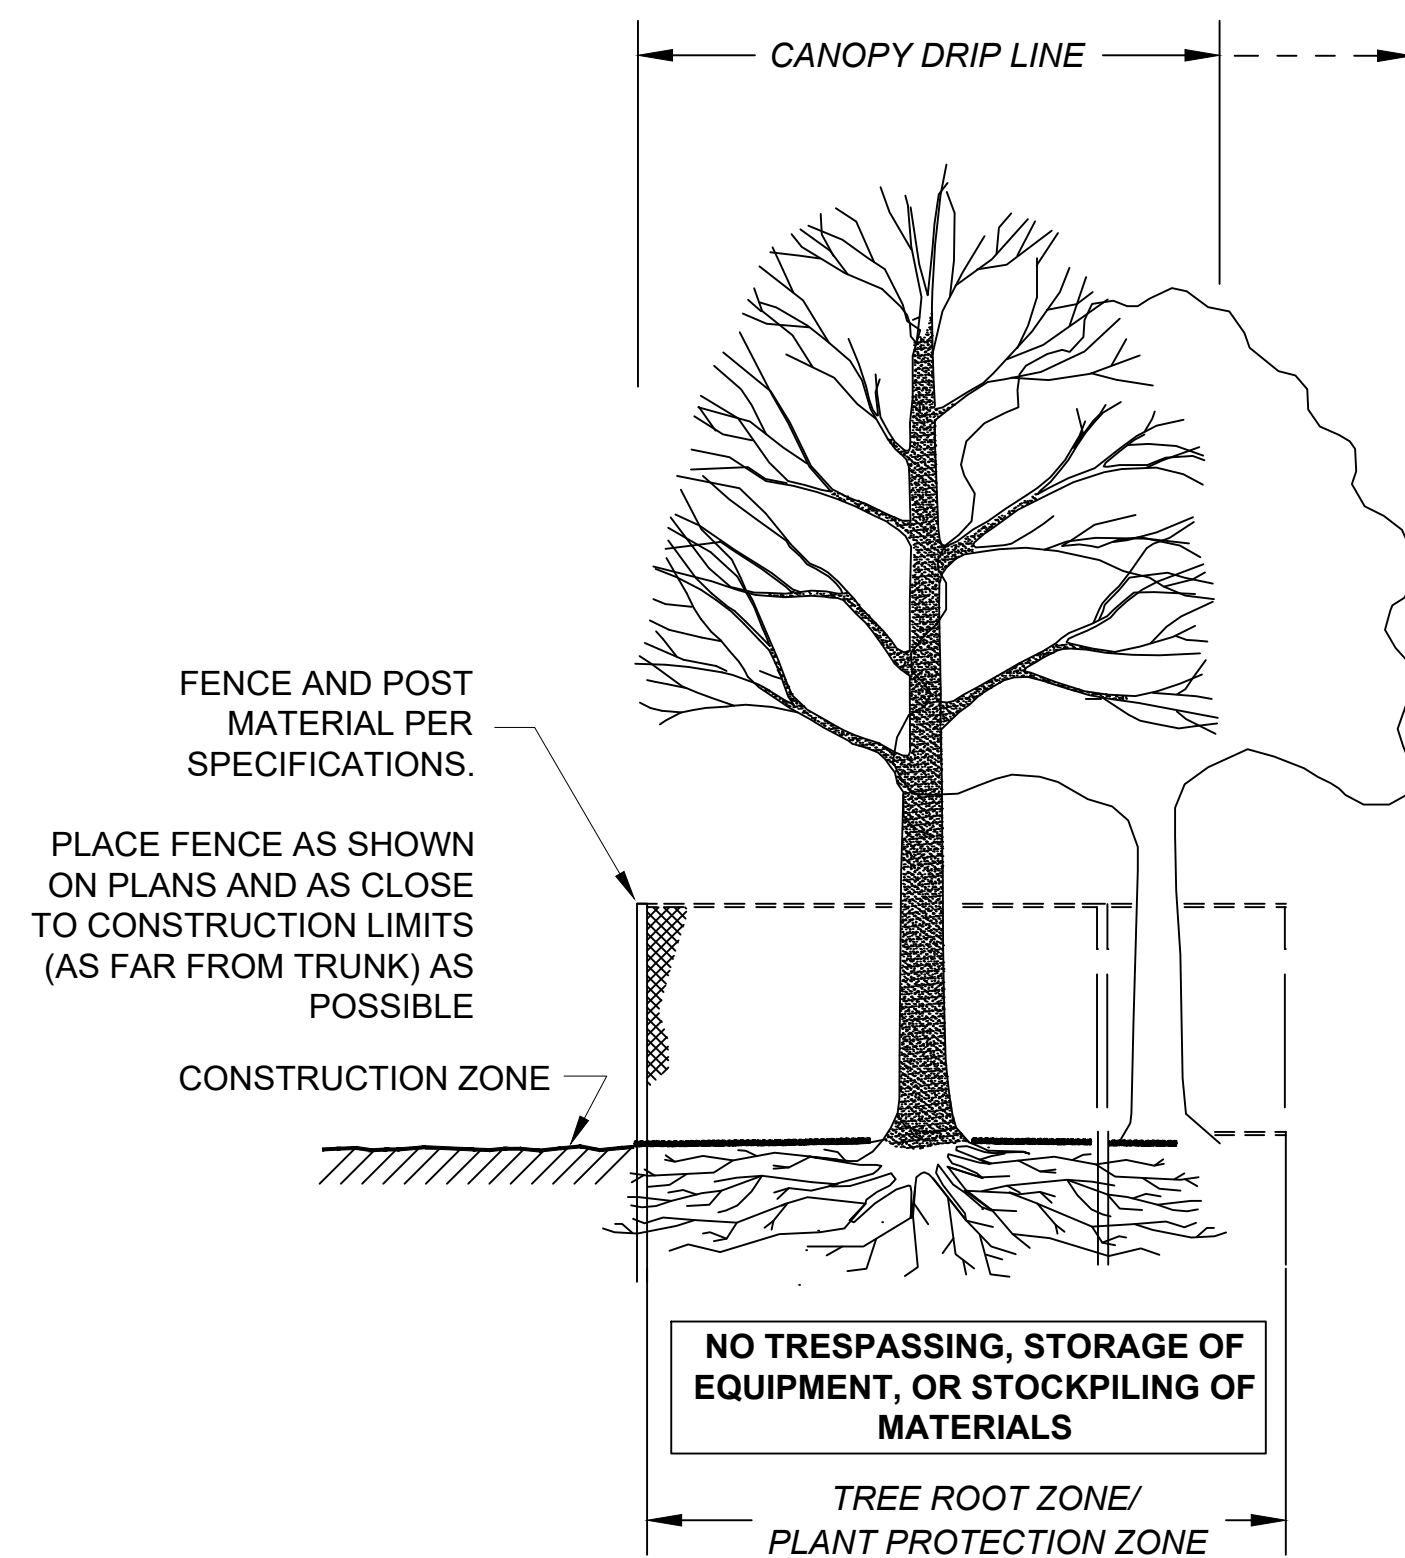 CANOPY DRIP LINE
FENCE AND POST
MATERIAL PER
SPECIFICATIONS.
PLACE FENCE AS SHOWN
ON PLANS AND AS CLOSE
TO CONSTRUCTION LIMITS
(AS FAR FROM TRUNK) AS
POSSIBLE
CONSTRUCTION ZONE
NO TRESPASSING, STORAGE OF
EQUIPMENT, OR STOCKPILING OF
MATERIALS
TREE ROOT ZONE/
PLANT PROTECTION ZONE